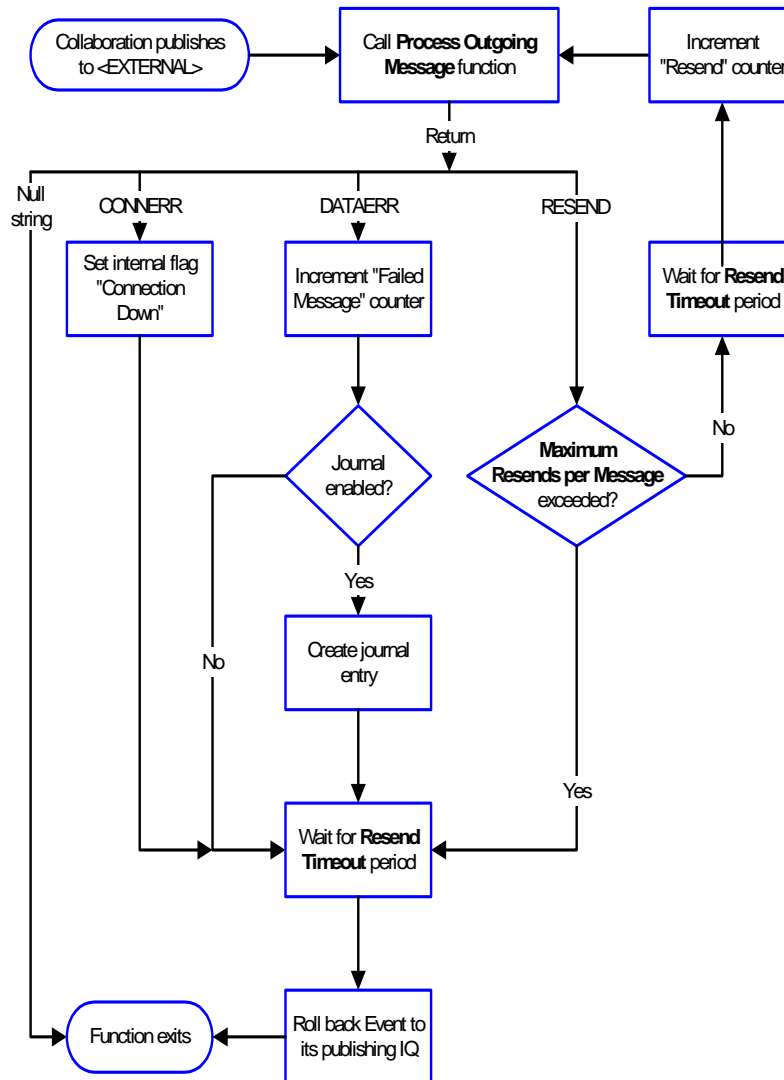 Collaboration publishes
to <EXTERNAL>
Call Process Outgoing
Message function
Increment
"Resend" counter
Return
Null
string
CONNERR
DATAERR
RESEND
Set internal flag
"Connection
Down"
Increment "Failed
Message" counter
Wait for Resend
Timeout period
Journal
enabled?
Maximum
Resends per Message
exceeded?
No
Yes
No
Create journal
entry
Yes
Wait for Resend
Timeout period
Function exits
Roll back Event to
its publishing IQ